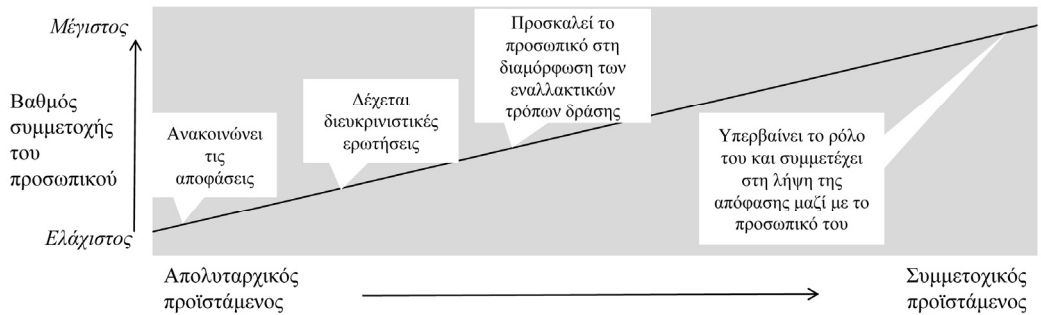 Μέγιστος
Βαθμός
συμμετοχής
του
προσωπικού
Ελάχιστος
Ανακοινώνει
τις
αποφάσεις
Δέχεται
διευκρινιστικές
ερωτήσεις
Προσκαλεί το
προσωπικό στη
διαμόρφωση των
εναλλακτικών
τρόπων δράσης
Υπερβαίνει το ρόλο
του και συμμετέχει
στη λήψη της
απόφασης μαζί με το
προσωπικό του
Απολυταρχικός
προϊστάμενος
Συμμετοχικός
προϊστάμενος